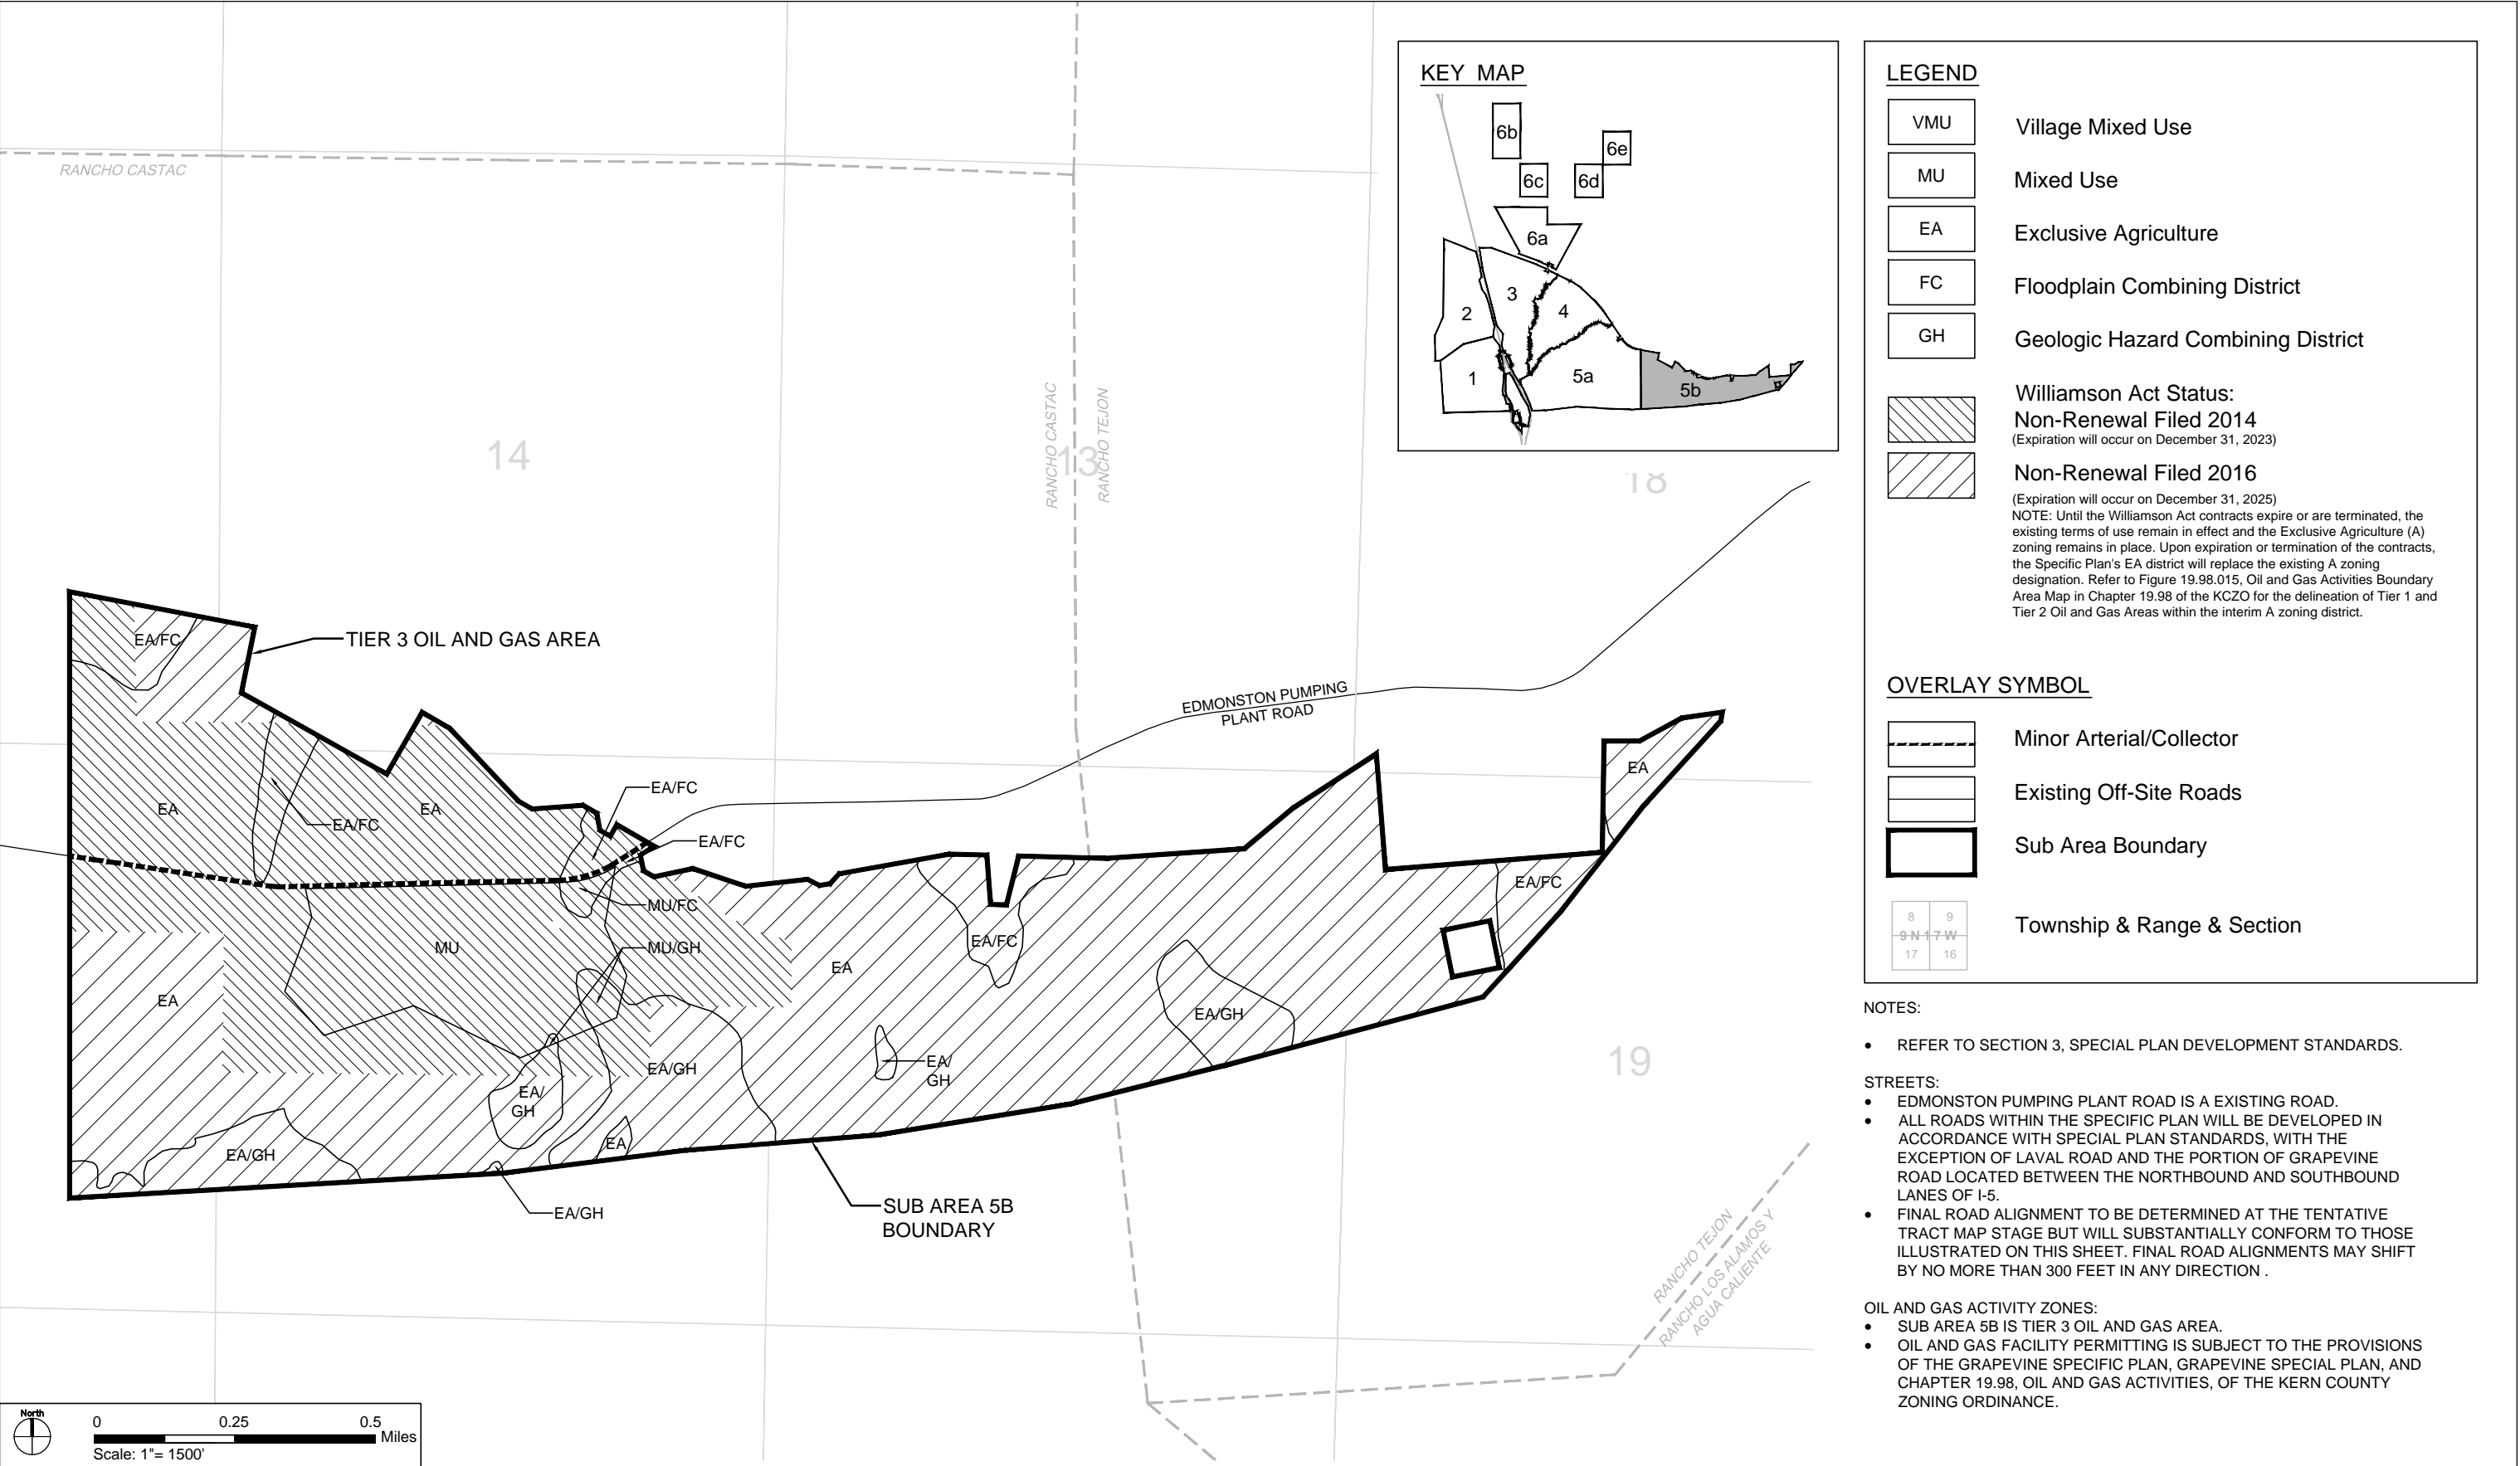 RANCHO CASTAC
14
RANCHO CASTAC
13
RANCHO TEJON
18
EA/FC
TIER 3 OIL AND GAS AREA
EDMONSTON PUMPING
PLANT ROAD
EA
EA
EA/FC
EA
EA/FC
EA/FC
EA
EA/FC
MU/FC
MU
MU/GH
EA/FC
EA
EA
EA/GH
EA/GH
EA/
GH
EA/
GH
EA
EA/GH
EA/GH
SUB AREA 5B
BOUNDARY
19
RANCHO TEJON
RANCHO LOS ALAMOS Y
AGUA CALIENTE
North
0 0.25 0.5
Miles
Scale: 1"= 1500'
KEY MAP
6b
6e
6c
6d
6a
3
2
4
1
5a
5b
LEGEND
VMU Village Mixed Use
MU Mixed Use
EA Exclusive Agriculture
FC Floodplain Combining District
GH Geologic Hazard Combining District
Williamson Act Status:
Non-Renewal Filed 2014
(Expiration will occur on December 31, 2023)
Non-Renewal Filed 2016
(Expiration will occur on December 31, 2025)
NOTE: Until the Williamson Act contracts expire or are terminated, the
existing terms of use remain in effect and the Exclusive Agriculture (A)
zoning remains in place. Upon expiration or termination of the contracts,
the Specific Plan's EA district will replace the existing A zoning
designation. Refer to Figure 19.98.015, Oil and Gas Activities Boundary
Area Map in Chapter 19.98 of the KCZO for the delineation of Tier 1 and
Tier 2 Oil and Gas Areas within the interim A zoning district.
OVERLAY SYMBOL
Minor Arterial/Collector
Existing Off-Site Roads
Sub Area Boundary
8 9
9 N 1 7 W
17 16
Township & Range & Section
NOTES:
• REFER TO SECTION 3, SPECIAL PLAN DEVELOPMENT STANDARDS.
STREETS:
• EDMONSTON PUMPING PLANT ROAD IS A EXISTING ROAD.
• ALL ROADS WITHIN THE SPECIFIC PLAN WILL BE DEVELOPED IN
ACCORDANCE WITH SPECIAL PLAN STANDARDS, WITH THE
EXCEPTION OF LAVAL ROAD AND THE PORTION OF GRAPEVINE
ROAD LOCATED BETWEEN THE NORTHBOUND AND SOUTHBOUND
LANES OF I-5.
• FINAL ROAD ALIGNMENT TO BE DETERMINED AT THE TENTATIVE
TRACT MAP STAGE BUT WILL SUBSTANTIALLY CONFORM TO THOSE
ILLUSTRATED ON THIS SHEET. FINAL ROAD ALIGNMENTS MAY SHIFT
BY NO MORE THAN 300 FEET IN ANY DIRECTION .
OIL AND GAS ACTIVITY ZONES:
• SUB AREA 5B IS TIER 3 OIL AND GAS AREA.
• OIL AND GAS FACILITY PERMITTING IS SUBJECT TO THE PROVISIONS
OF THE GRAPEVINE SPECIFIC PLAN, GRAPEVINE SPECIAL PLAN, AND
CHAPTER 19.98, OIL AND GAS ACTIVITIES, OF THE KERN COUNTY
ZONING ORDINANCE.